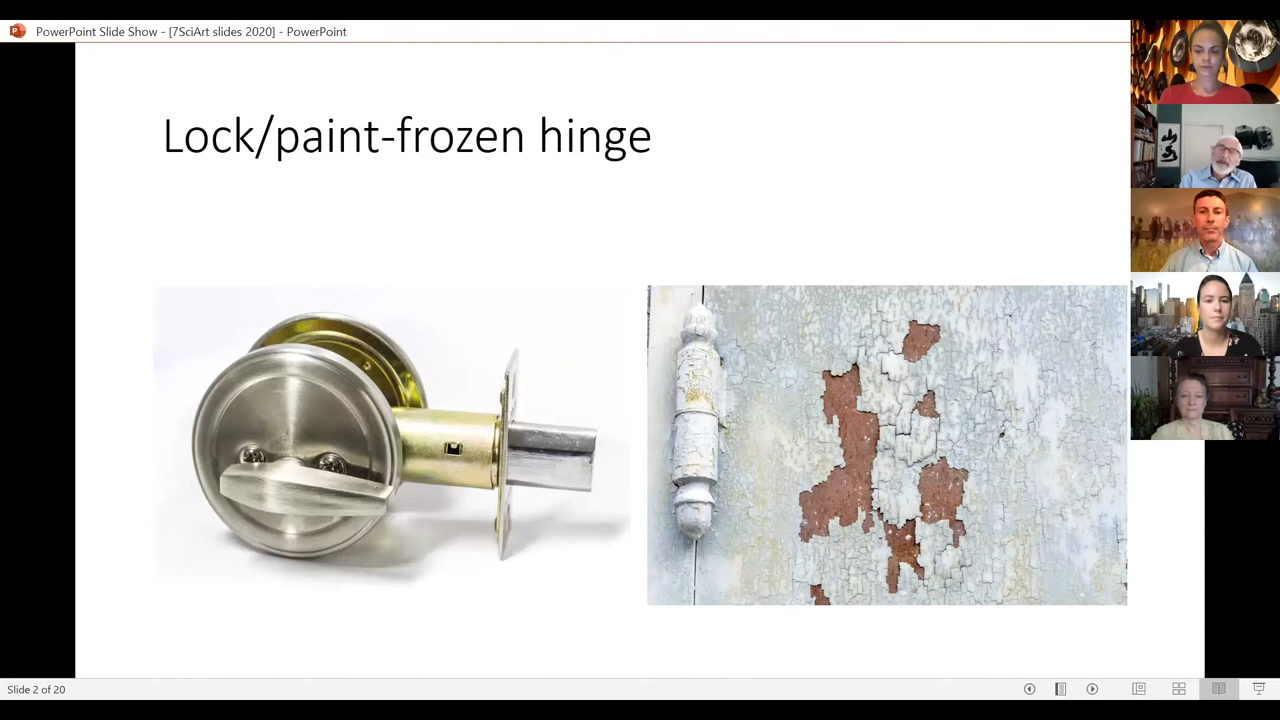 PowerPoint Slide Show - [7SciArt slides 2020] - PowerPoint
Lock/paint-frozen hinge
Slide 2 of 20